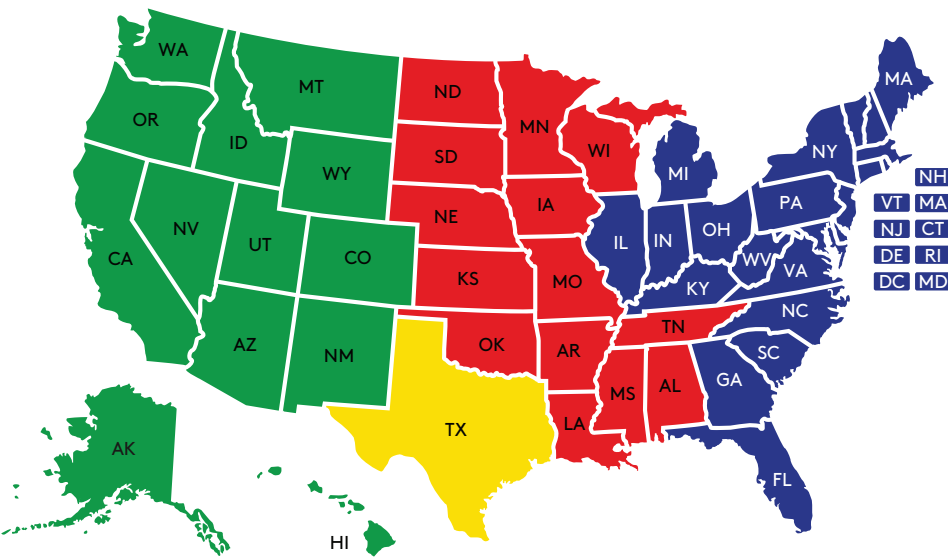 WA
MT
ND
MN
MA
OR
ID
SD
WI
NY
NH
WY
MI
VT MA
NE
IA
PA
NV
UT
CO
IL
IN
OH
NJ CT
CA
KS
MO
WV
VA
DE RI
KY
DC MD
NC
AZ
NM
OK
AR
TN
SC
MS
AL
GA
TX
LA
AK
FL
HI